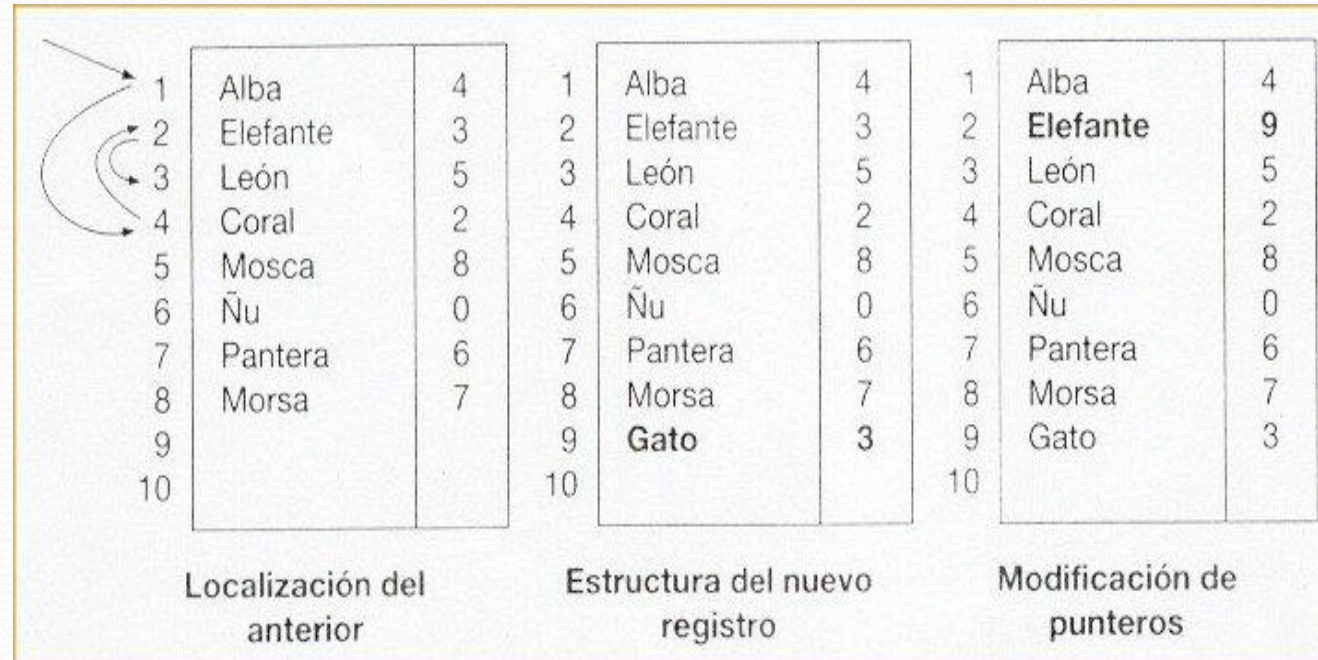 1 Alba 4
2 Elefante 3
3 León 5
4 Coral 2
5 Mosca 8
6 Ñu 0
7 Pantera 6
8 Morsa 7
9
10
Localización del
anterior
1 Alba 4
2 Elefante 3
3 León 5
4 Coral 2
5 Mosca 8
6 Ñu 0
7 Pantera 6
8 Morsa 7
9 Gato 3
10
Estructura del nuevo
registro
1 Alba 4
2 Elefante 9
3 León 5
4 Coral 2
5 Mosca 8
6 Ñu 0
7 Pantera 6
8 Morsa 7
9 Gato 3
10
Modificación de
punteros